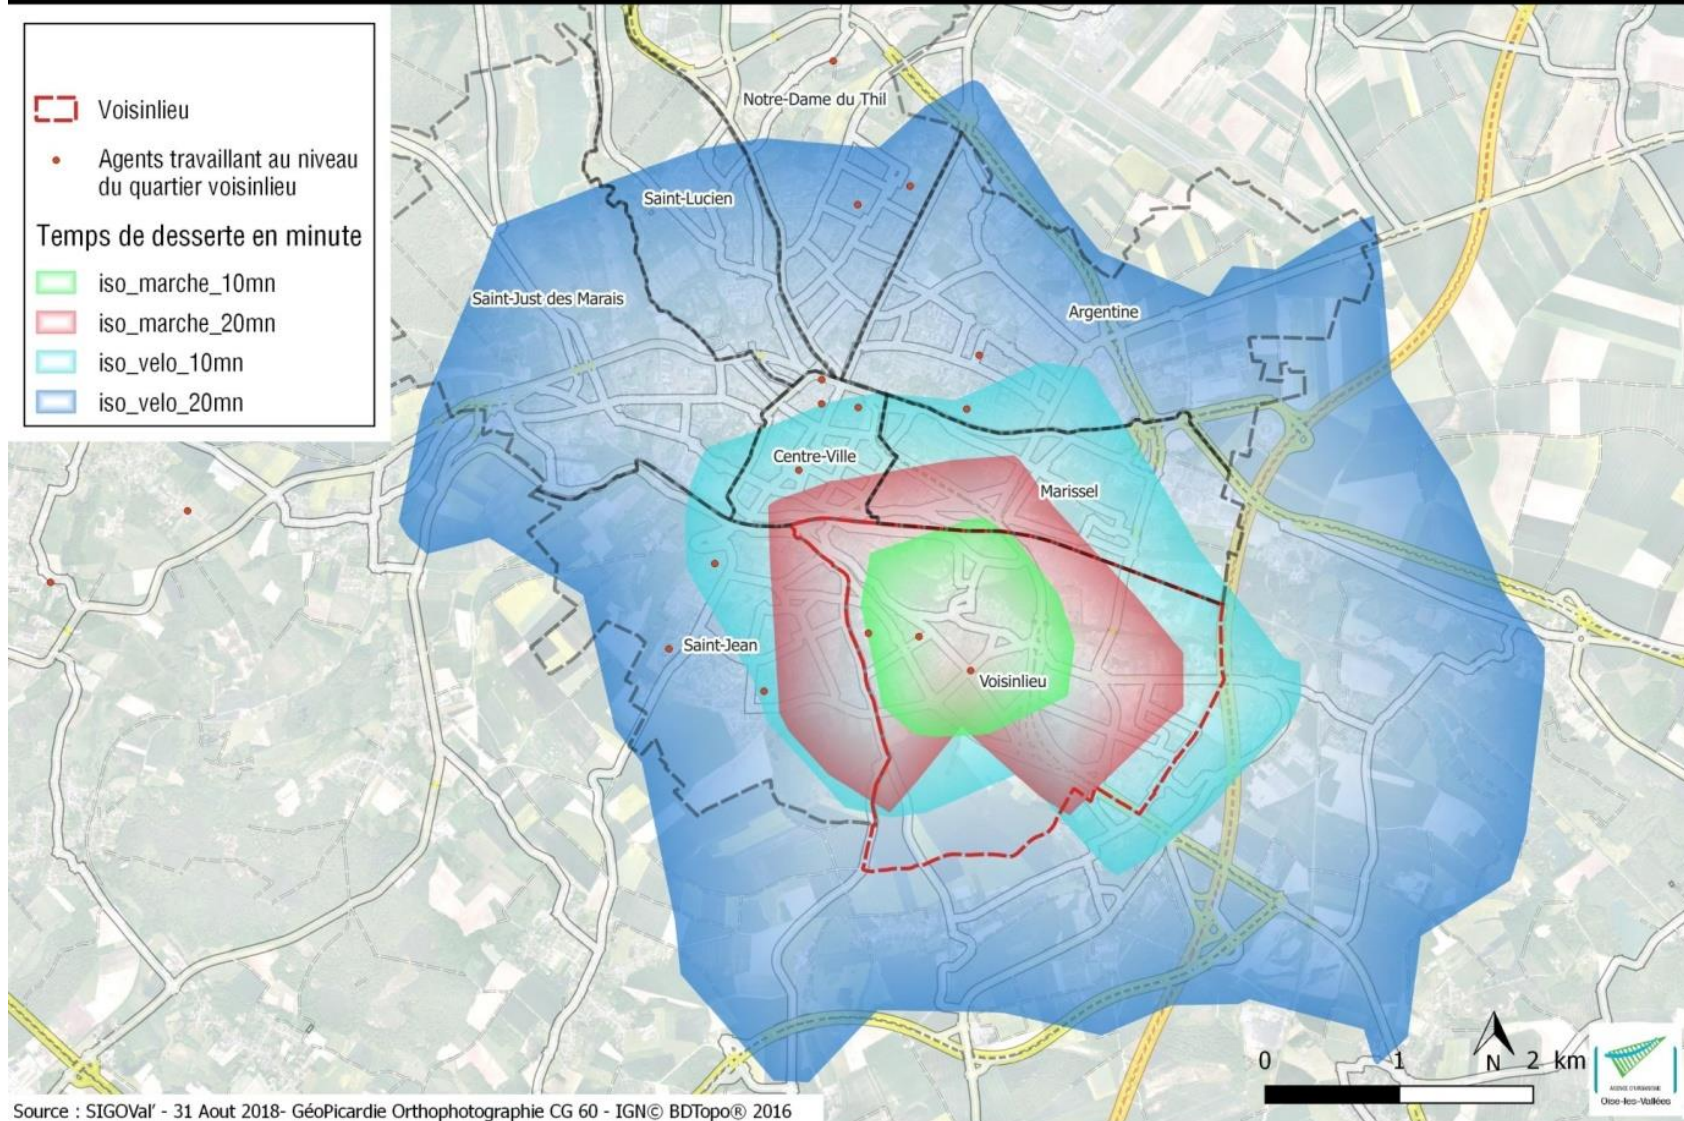 Voisinlieu
Agents travaillant au niveau
du quartier voisinlieu
Temps de desserte en minute
iso_marche_10mn
iso_marche_20mn
iso_velo_10mn
iso_velo_20mn
Notre-Dame du Thil
Saint-Lucien
Saint-Just des Marais
Argentine
Centre-Ville
Marissel
Saint-Jean
Voisinlieu
0 1 2 km
N
AGENCE D'URBANISME
Oise-les-Vallées
Source : SIGOVal' - 31 Aout 2018- GéoPicardie Orthophotographie CG 60 - IGN© BDTopo® 2016